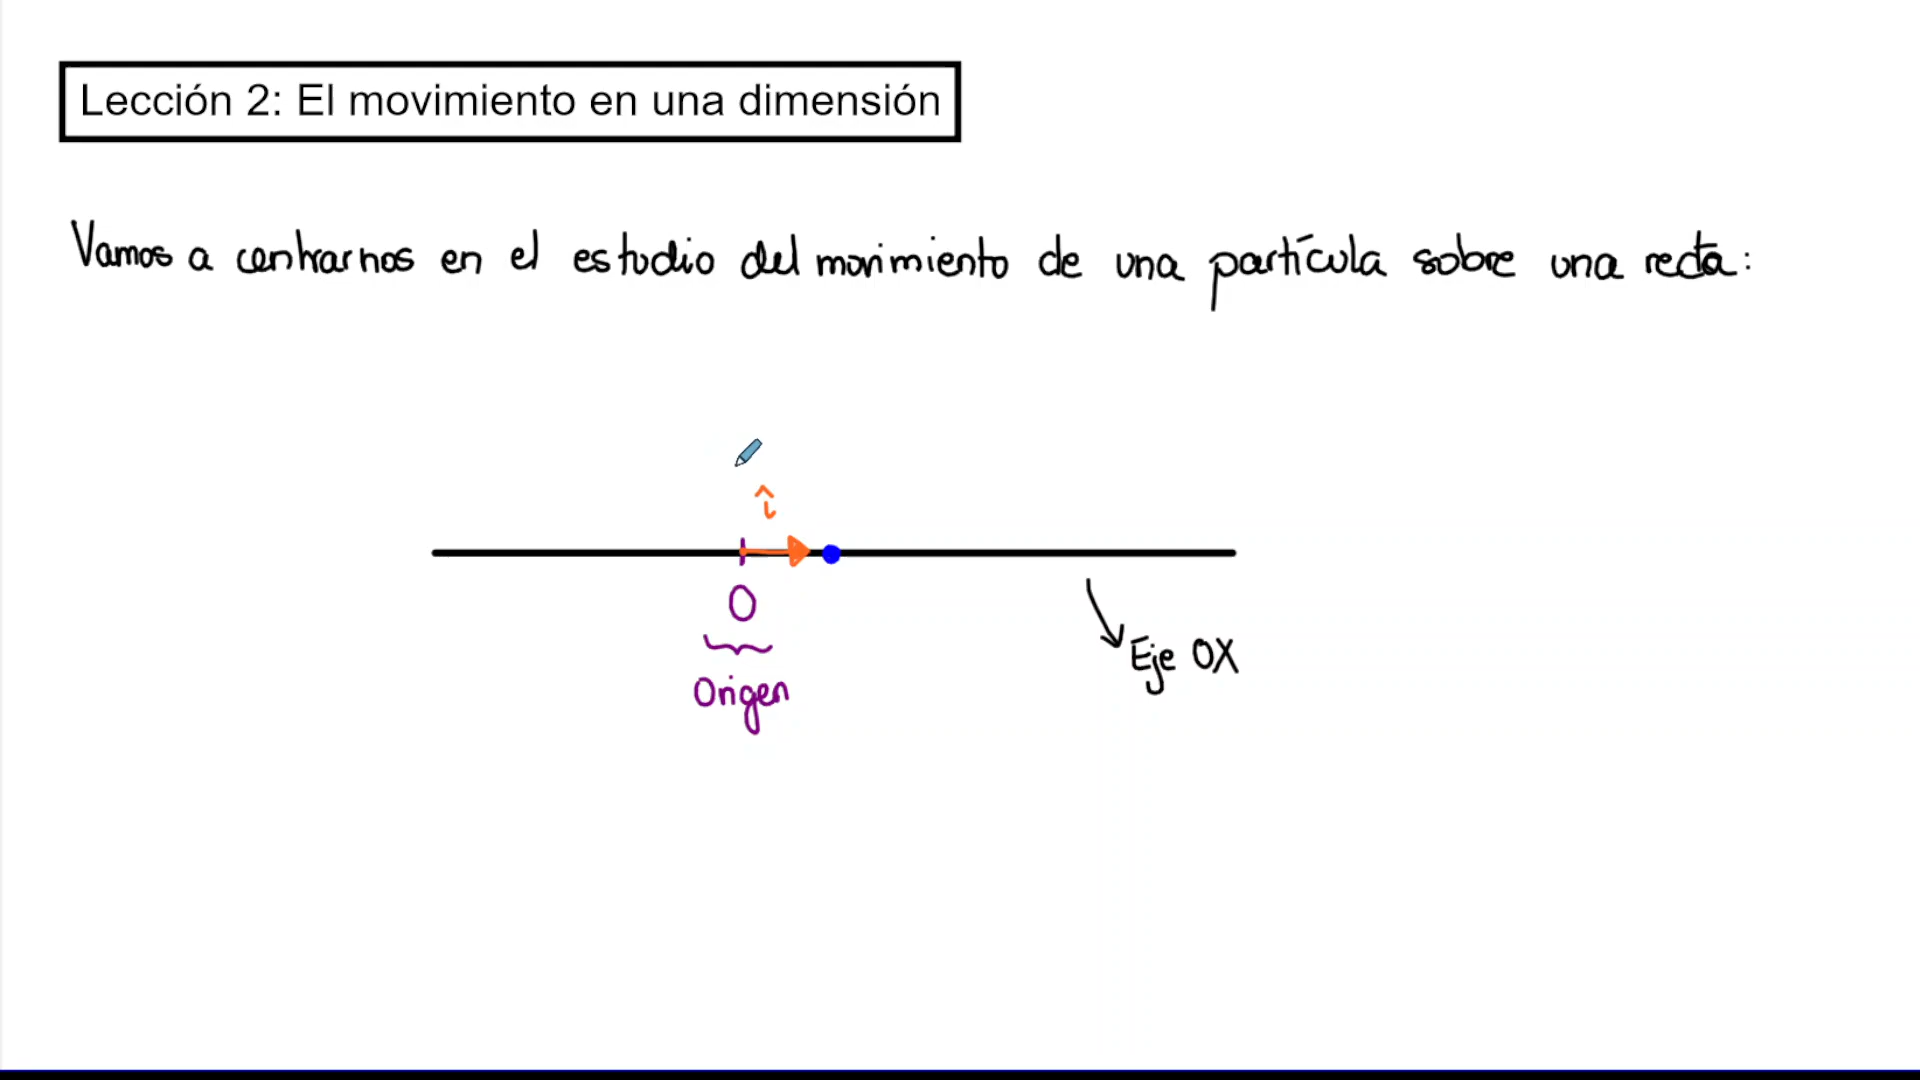 Lección 2: El movimiento en una dimensión
Vamos a centrarnos en el estudio del movimiento de una partícula sobre una recta:
î
O
Origen
Eje OX